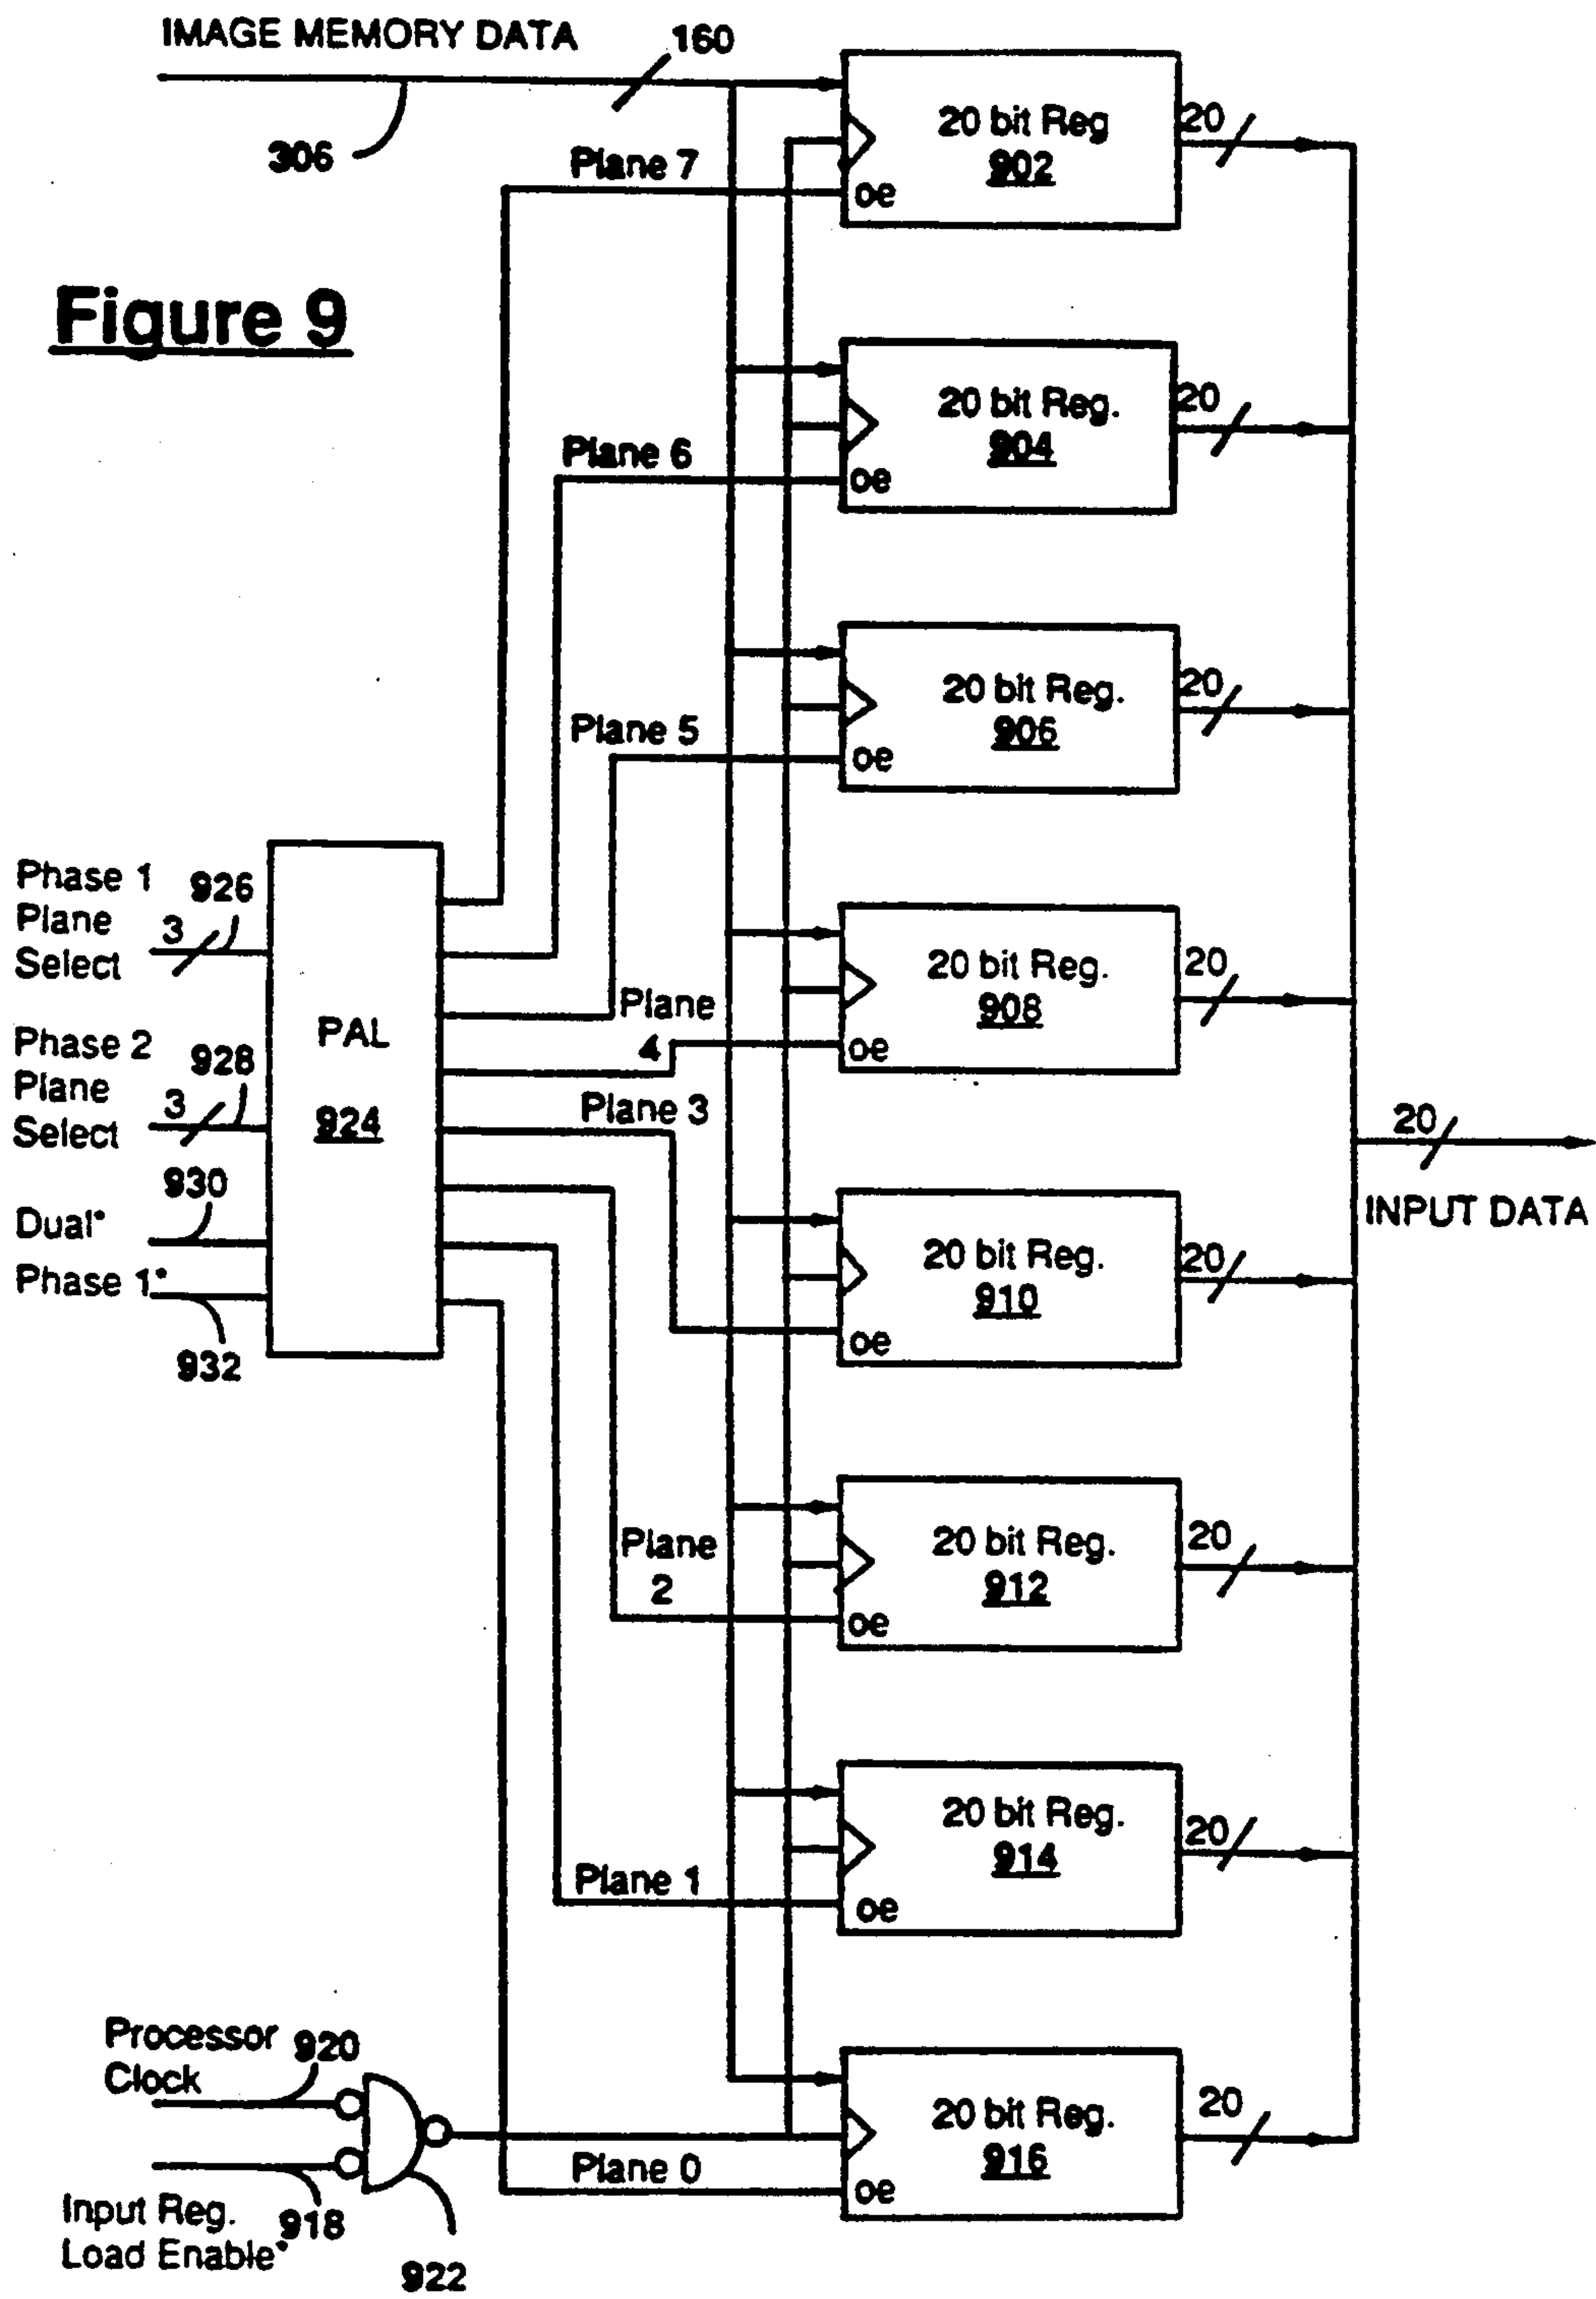 IMAGE MEMORY DATA
160
306
Figure 9
Plane 7
20 bit Reg
902
oe
20
Plane 6
20 bit Reg.
904
oe
20
Plane 5
20 bit Reg.
906
oe
20
Plane
4
20 bit Reg.
908
oe
20
Plane 3
20 bit Reg.
910
oe
20
Plane
2
20 bit Reg.
912
oe
20
Plane 1
20 bit Reg.
914
oe
20
Plane 0
20 bit Reg.
916
oe
20
Phase 1
Plane
Select
3
926
Phase 2
Plane
Select
3
928
Dual*
930
Phase 1*
932
PAL
924
20
INPUT DATA
Processor
Clock
920
Input Reg.
Load Enable*
918
922